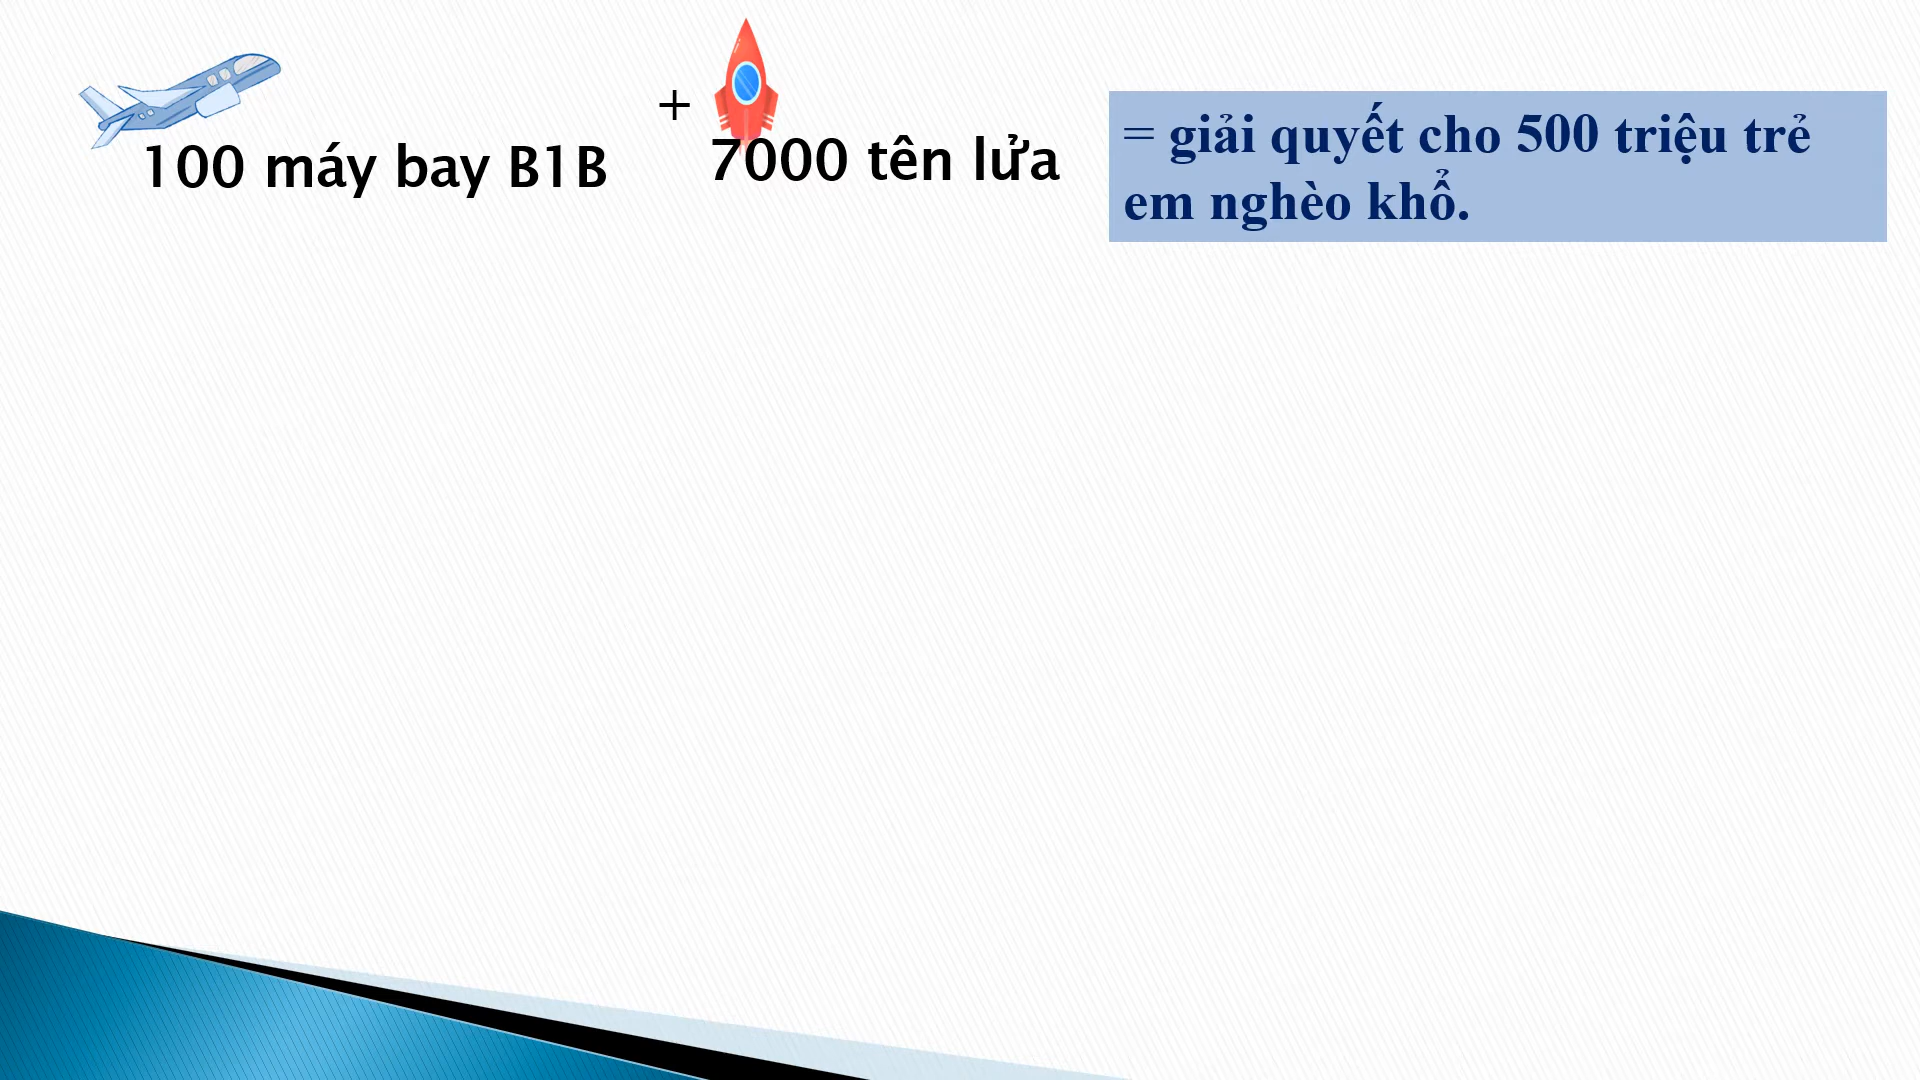 100 máy bay B1B
+
7000 tên lửa
= giải quyết cho 500 triệu trẻ
em nghèo khổ.